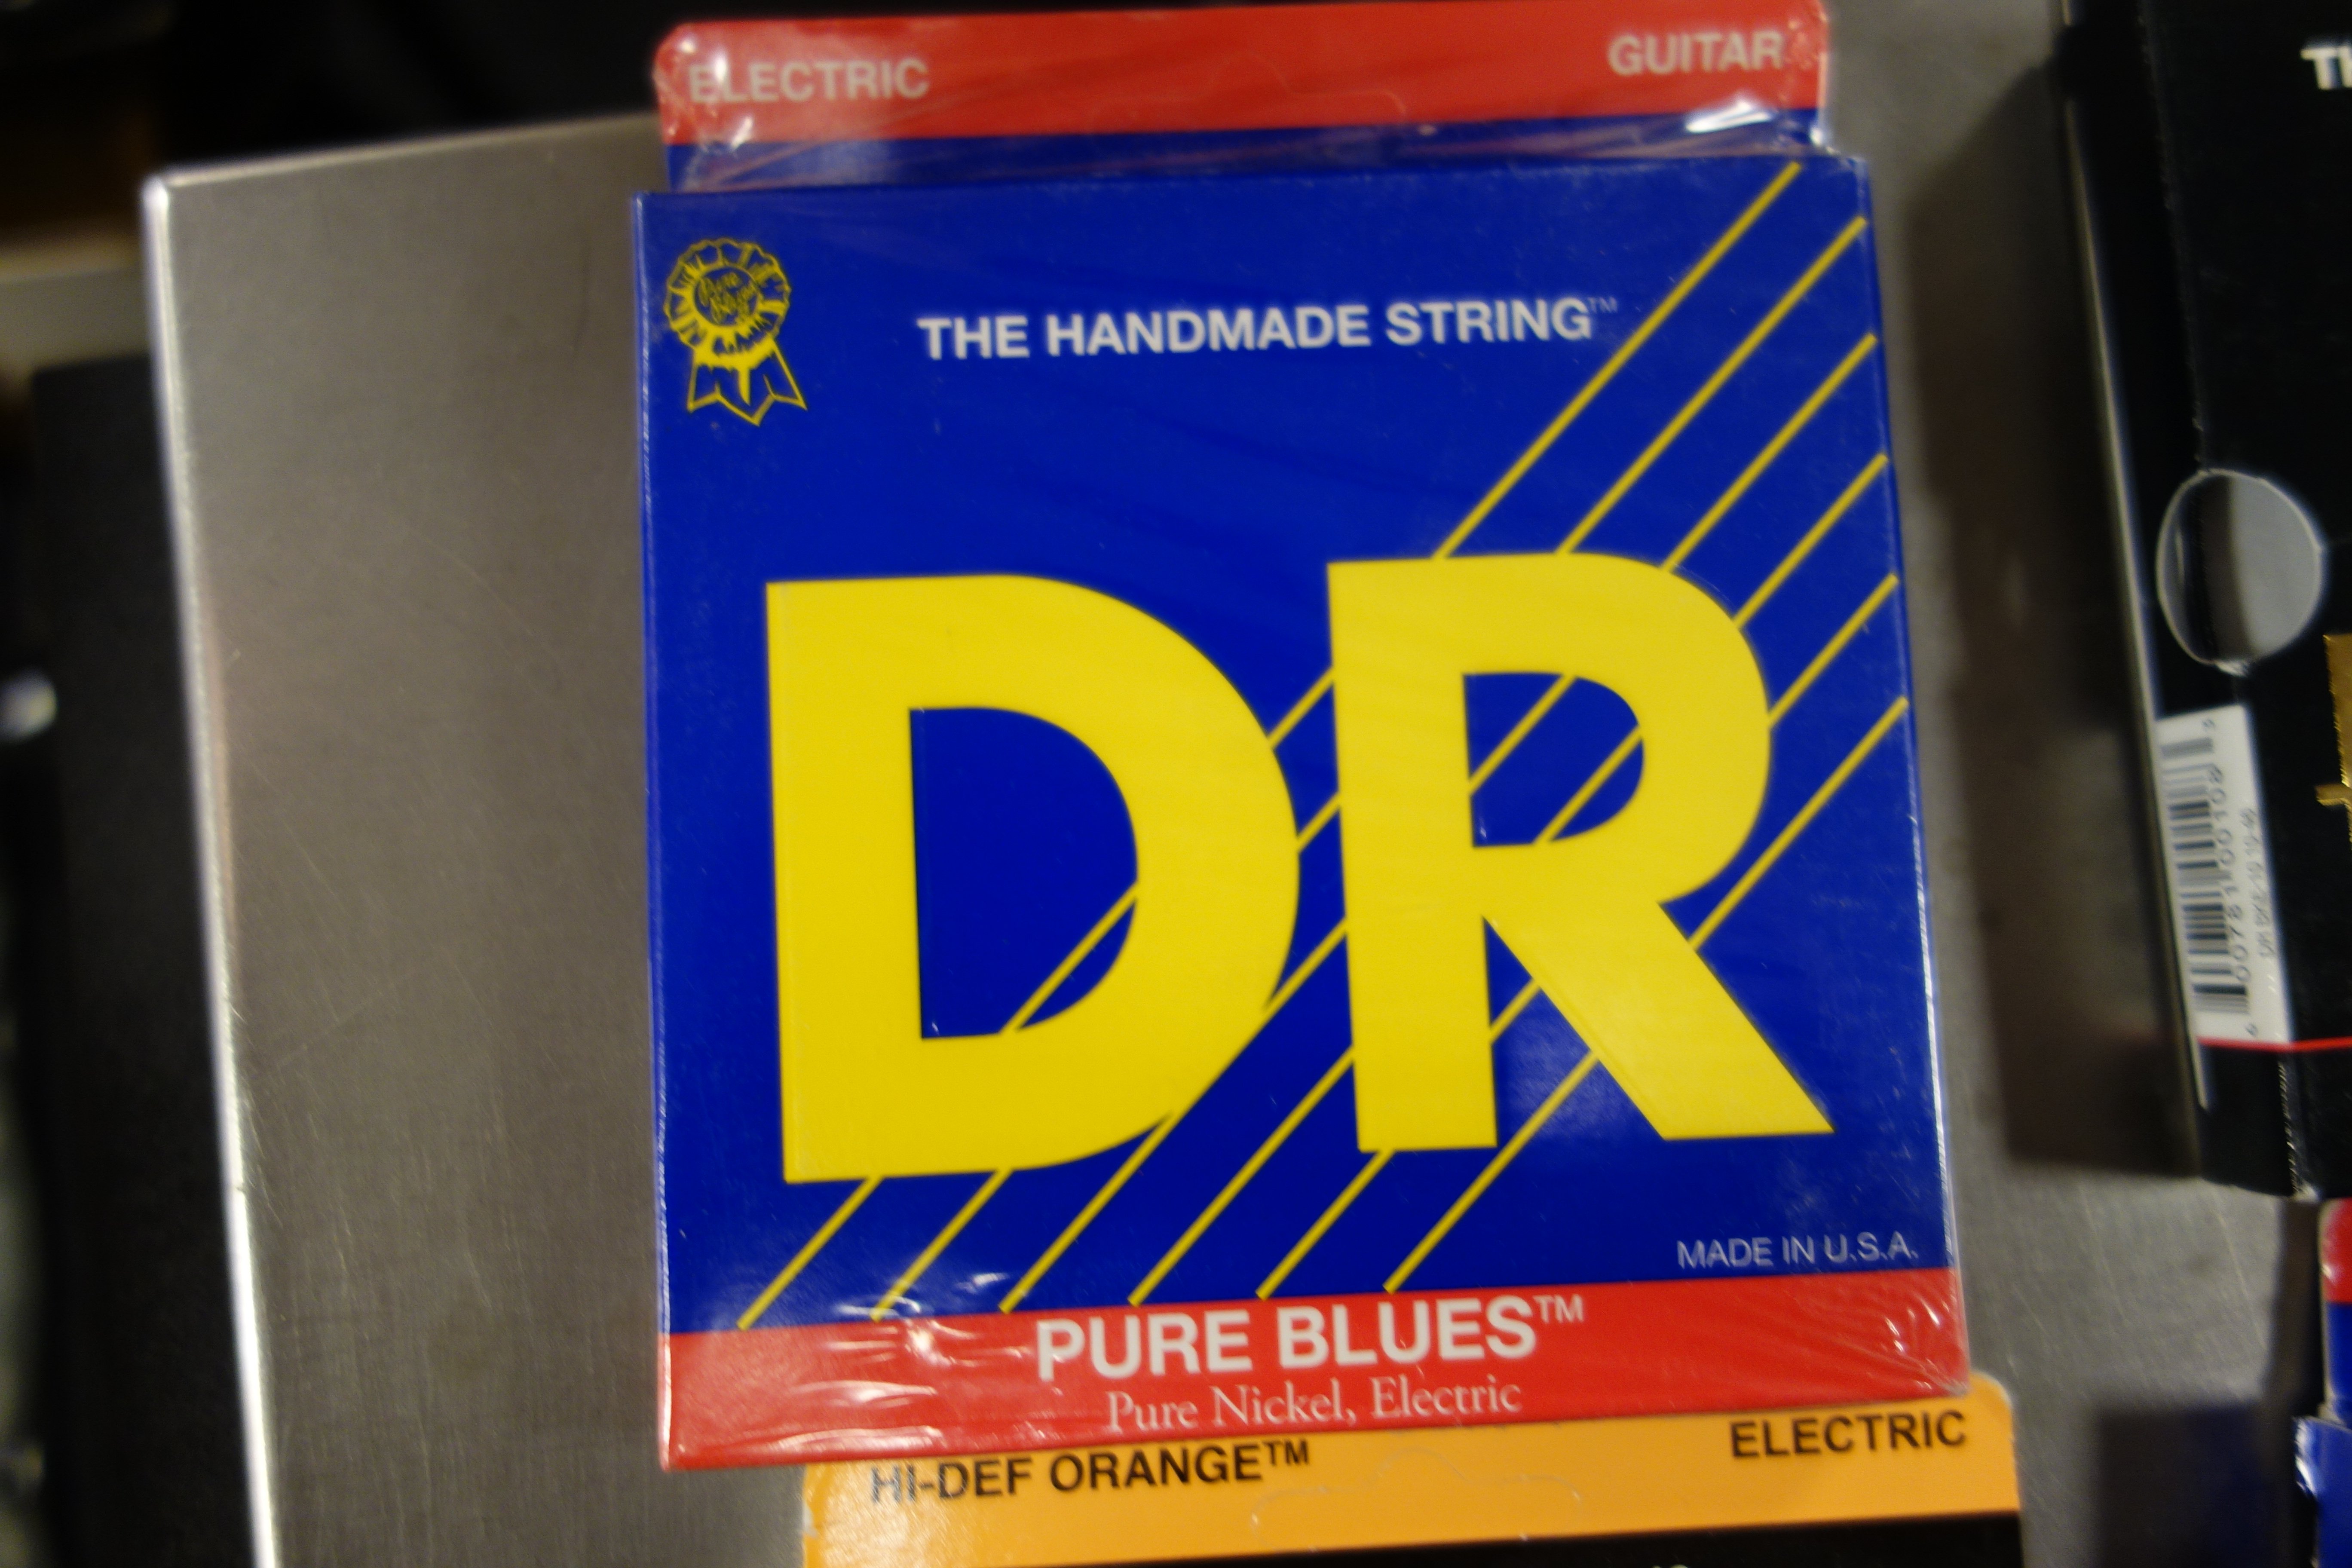 ELECTRIC GUITAR
THE HANDMADE STRING™
DR
MADE IN U.S.A.
PURE BLUES™
Pure Nickel, Electric
HI-DEF ORANGE™ ELECTRIC